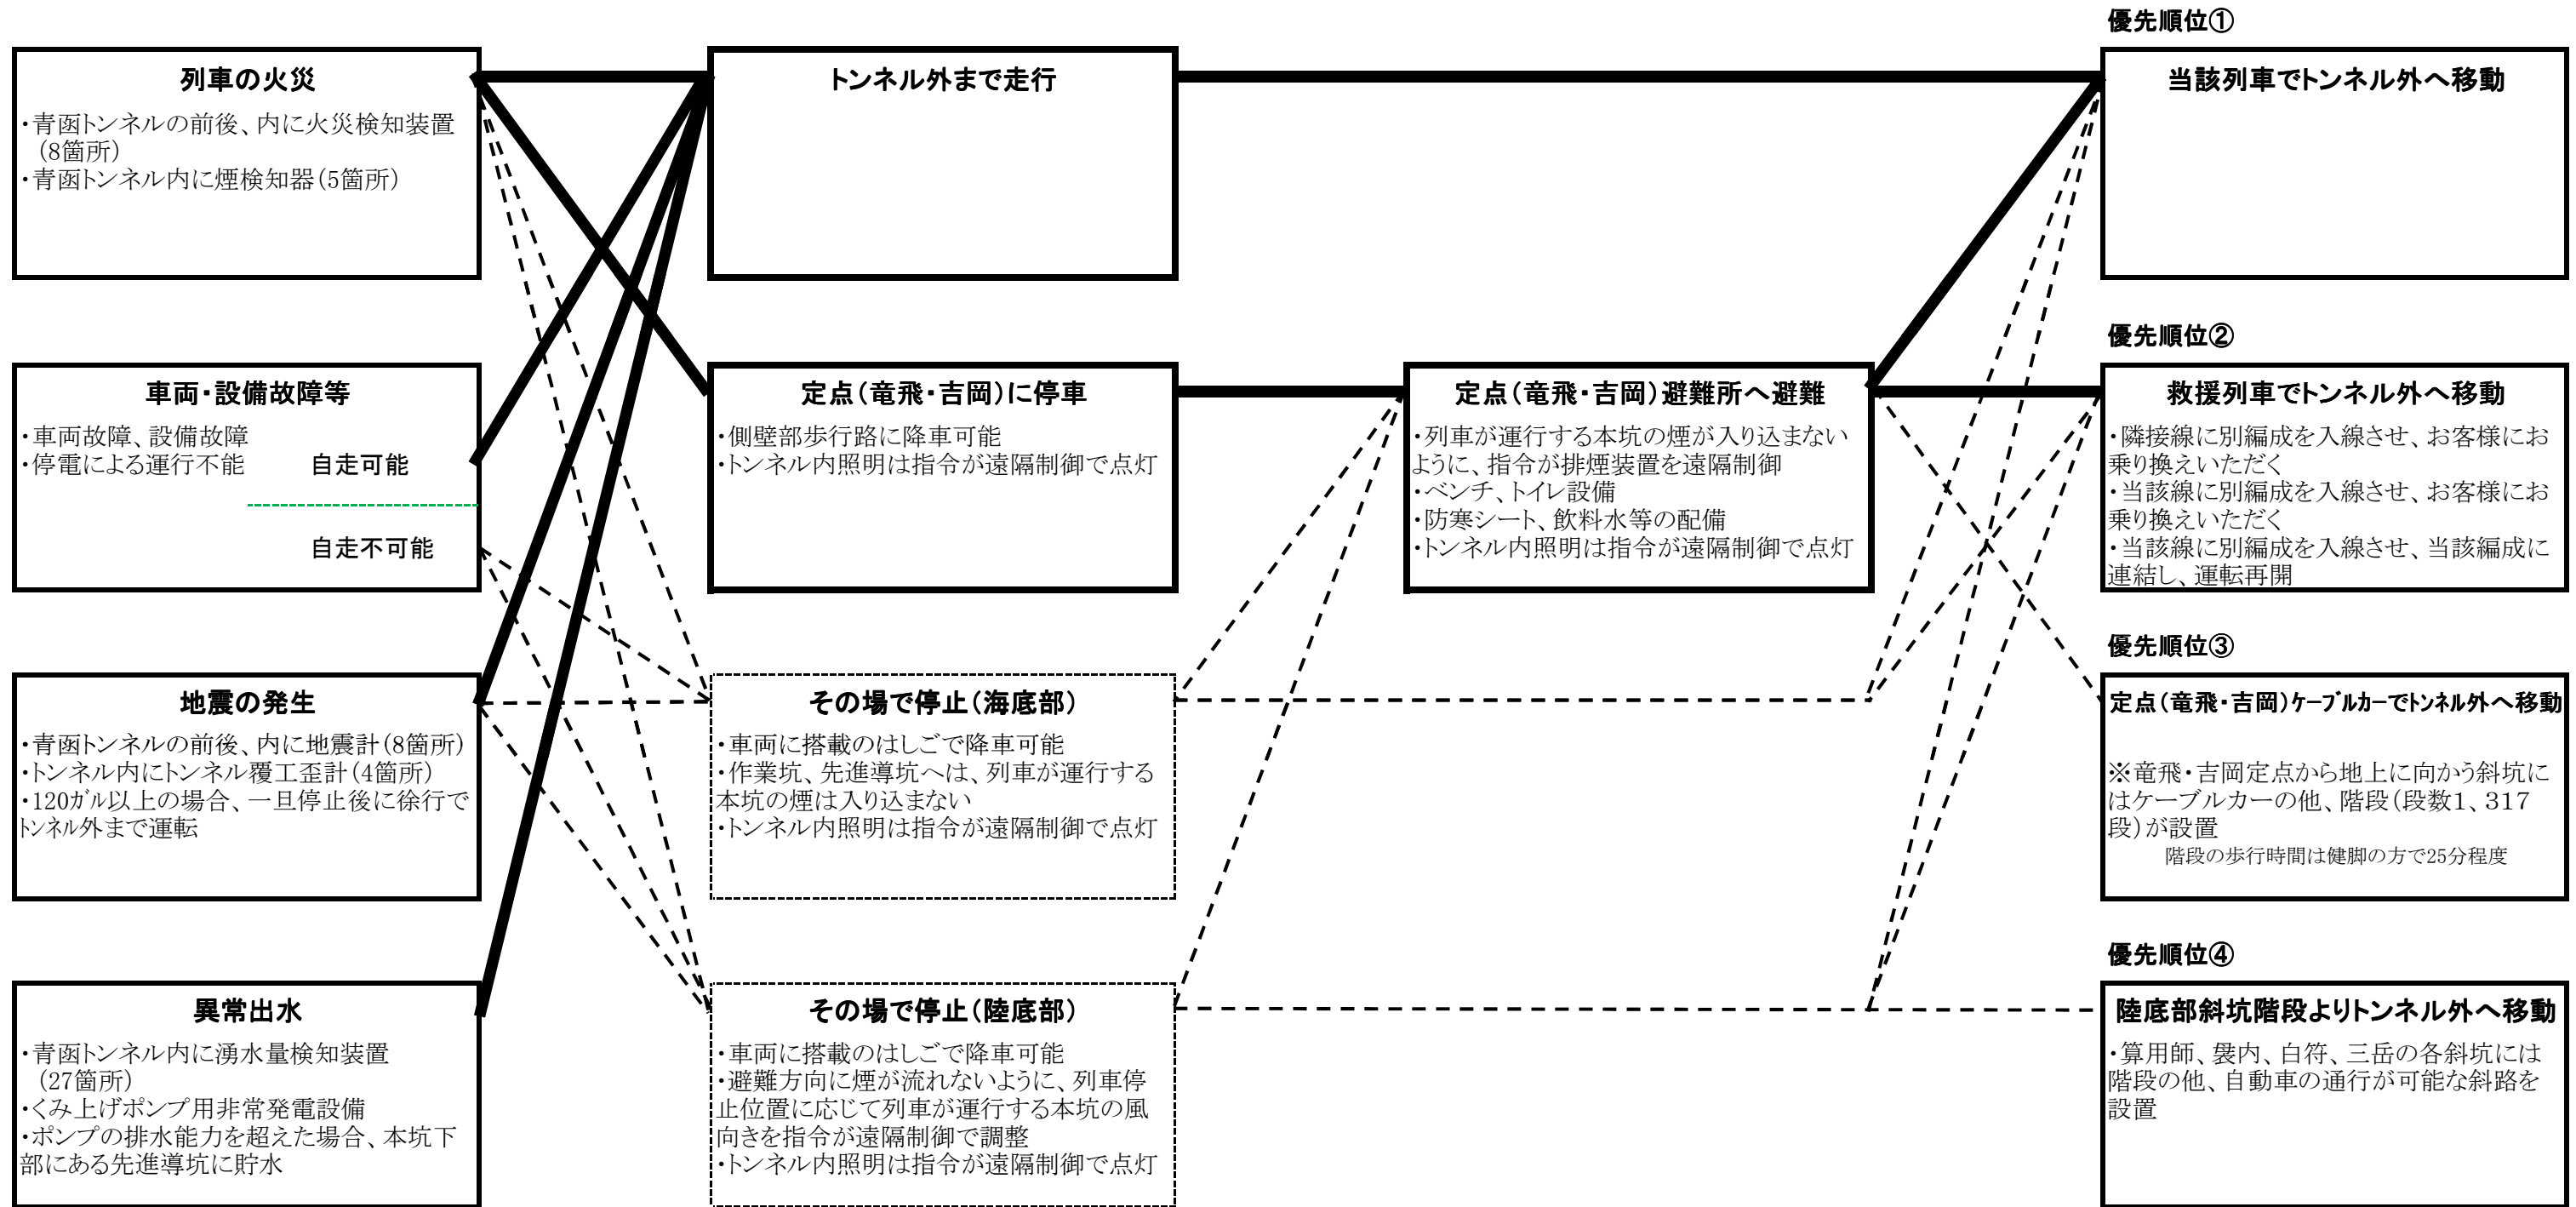 列車の火災
・青函トンネルの前後、内に火災検知装置
(8箇所)
・青函トンネル内に煙検知器(5箇所)
車両・設備故障等
・車両故障、設備故障
・停電による運行不能
自走可能
自走不可能
地震の発生
・青函トンネルの前後、内に地震計(8箇所)
・トンネル内にトンネル覆工歪計(4箇所)
・120ガル以上の場合、一旦停止後に徐行で
トンネル外まで運転
異常出水
・青函トンネル内に湧水量検知装置
(27箇所)
・くみ上げポンプ用非常発電設備
・ポンプの排水能力を超えた場合、本坑下
部にある先進導坑に貯水
トンネル外まで走行
定点(竜飛・吉岡)に停車
・側壁部歩行路に降車可能
・トンネル内照明は指令が遠隔制御で点灯
その場で停止(海底部)
・車両に搭載のはしごで降車可能
・作業坑、先進導坑へは、列車が運行する
本坑の煙は入り込まない
・トンネル内照明は指令が遠隔制御で点灯
その場で停止(陸底部)
・車両に搭載のはしごで降車可能
・避難方向に煙が流れないように、列車停
止位置に応じて列車が運行する本坑の風
向きを指令が遠隔制御で調整
・トンネル内照明は指令が遠隔制御で点灯
定点(竜飛・吉岡)避難所へ避難
・列車が運行する本坑の煙が入り込まない
ように、指令が排煙装置を遠隔制御
・ベンチ、トイレ設備
・防寒シート、飲料水等の配備
・トンネル内照明は指令が遠隔制御で点灯
優先順位①
当該列車でトンネル外へ移動
優先順位②
救援列車でトンネル外へ移動
・隣接線に別編成を入線させ、お客様にお
乗り換えいただく
・当該線に別編成を入線させ、お客様にお
乗り換えいただく
・当該線に別編成を入線させ、当該編成に
連結し、運転再開
優先順位③
定点(竜飛・吉岡)ケーブルカーでトンネル外へ移動
※竜飛・吉岡定点から地上に向かう斜坑に
はケーブルカーの他、階段(段数1、317
段)が設置
階段の歩行時間は健脚の方で25分程度
優先順位④
陸底部斜坑階段よりトンネル外へ移動
・算用師、袰内、白符、三岳の各斜坑には
階段の他、自動車の通行が可能な斜路を
設置